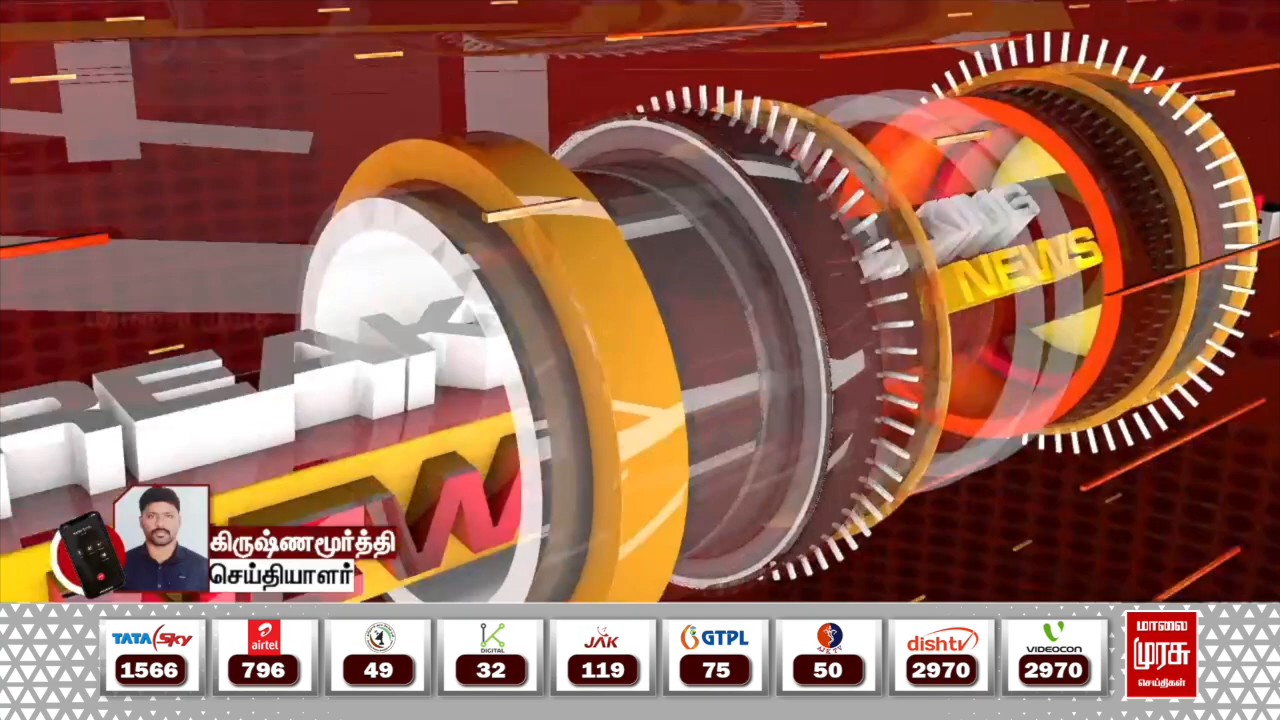 BREAK
NEW
NEWS
கிருஷ்ணமூர்த்தி
செய்தியாளர்
TATA Sky
airtel
DIGITAL
JAK
GTPL
dishtv
VIDEOCON
1566
796
49
32
119
75
50
2970
2970
மாலை
முரசு
செய்திகள்